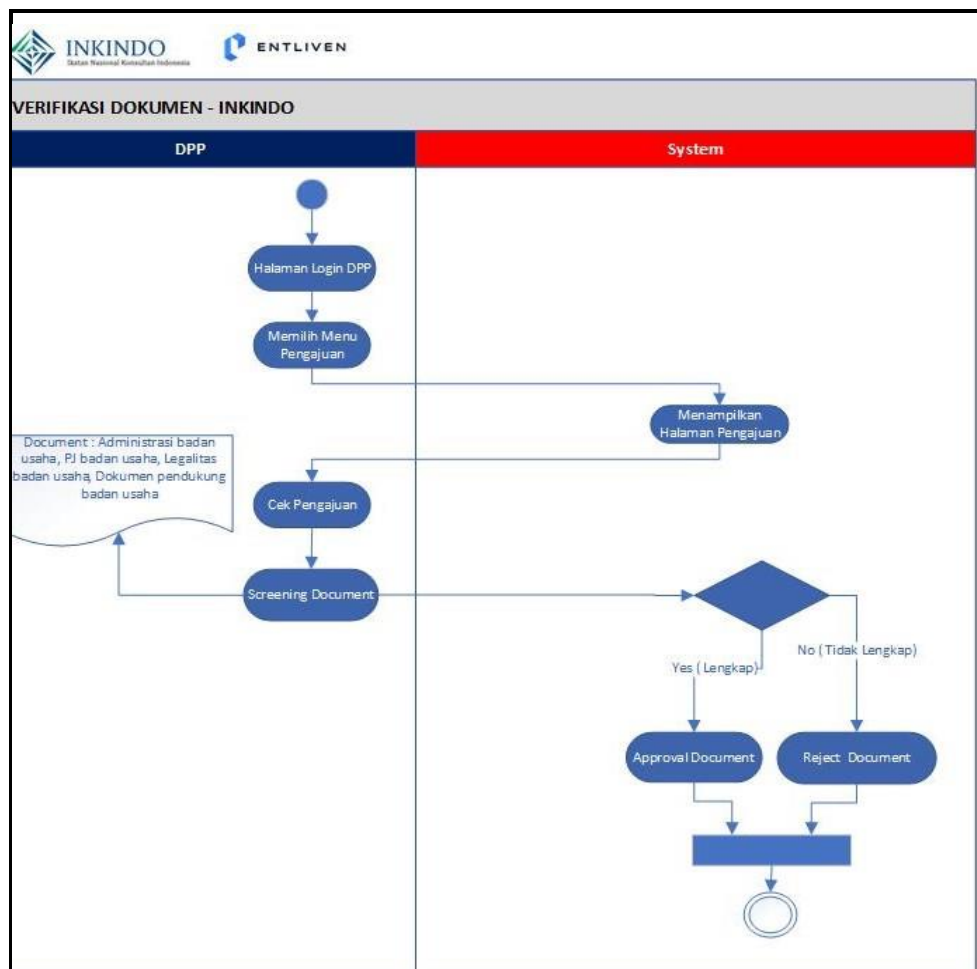 INKINDO
Ikatan Nasional Konsultan Indonesia
ENTLIVEN
VERIFIKASI DOKUMEN - INKINDO
DPP
System
Halaman Login DPP
Memilih Menu
Pengajuan
Menampilkan
Halaman Pengajuan
Document : Administrasi badan
usaha, PJ badan usaha, Legalitas
badan usaha, Dokumen pendukung
badan usaha
Cek Pengajuan
Screening Document
Yes ( Lengkap)
No ( Tidak Lengkap)
Approval Document
Reject Document